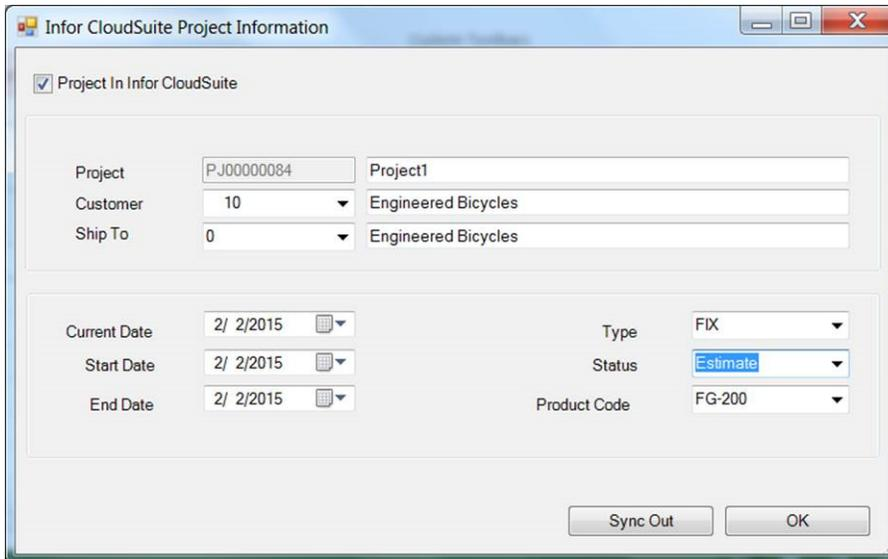 Infor CloudSuite Project Information
Project In Infor CloudSuite
Project PJ00000084 Project1
Customer 10 Engineered Bicycles
Ship To 0 Engineered Bicycles
Current Date 2/ 2/2015 Type FIX
Start Date 2/ 2/2015 Status Estimate
End Date 2/ 2/2015 Product Code FG-200
Sync Out OK